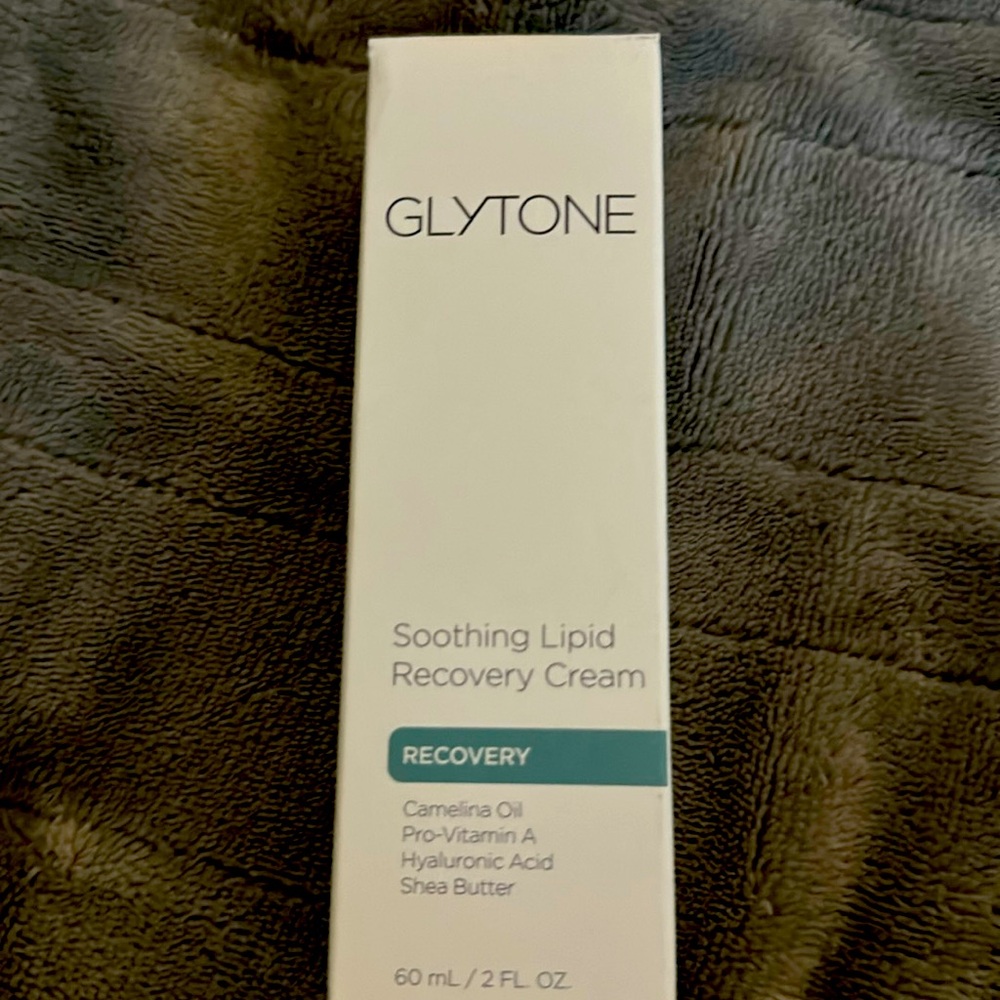 GLYTONE
Soothing Lipid
Recovery Cream
RECOVERY
Camelina Oil
Pro-Vitamin A
Hyaluronic Acid
Shea Butter
60 mL / 2 FL. OZ.